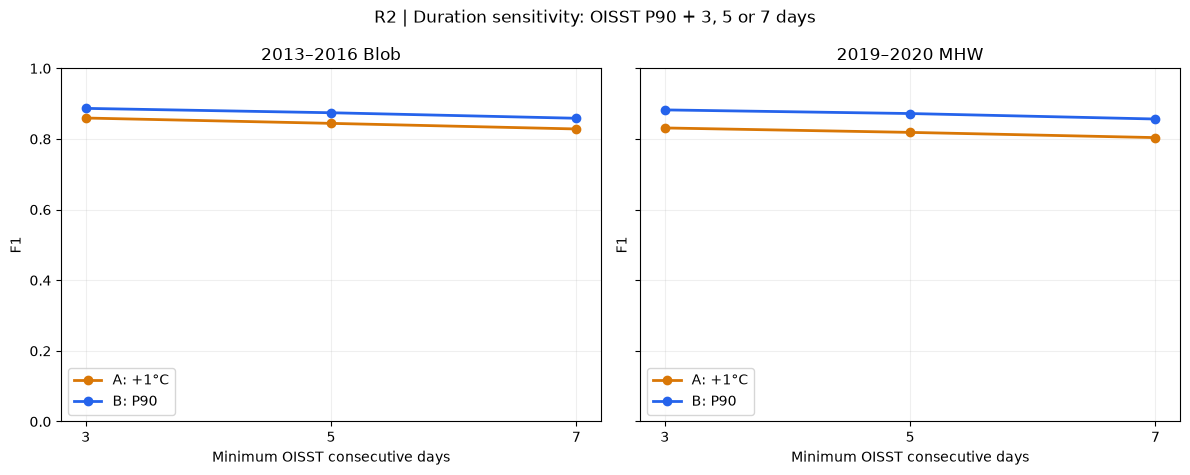 R2 | Duration sensitivity: OISST P90 + 3, 5 or 7 days
2013–2016 Blob
F1
1.0
0.8
0.6
0.4
0.2
0.0
A: +1°C
B: P90
3
5
7
Minimum OISST consecutive days
2019–2020 MHW
F1
A: +1°C
B: P90
3
5
7
Minimum OISST consecutive days